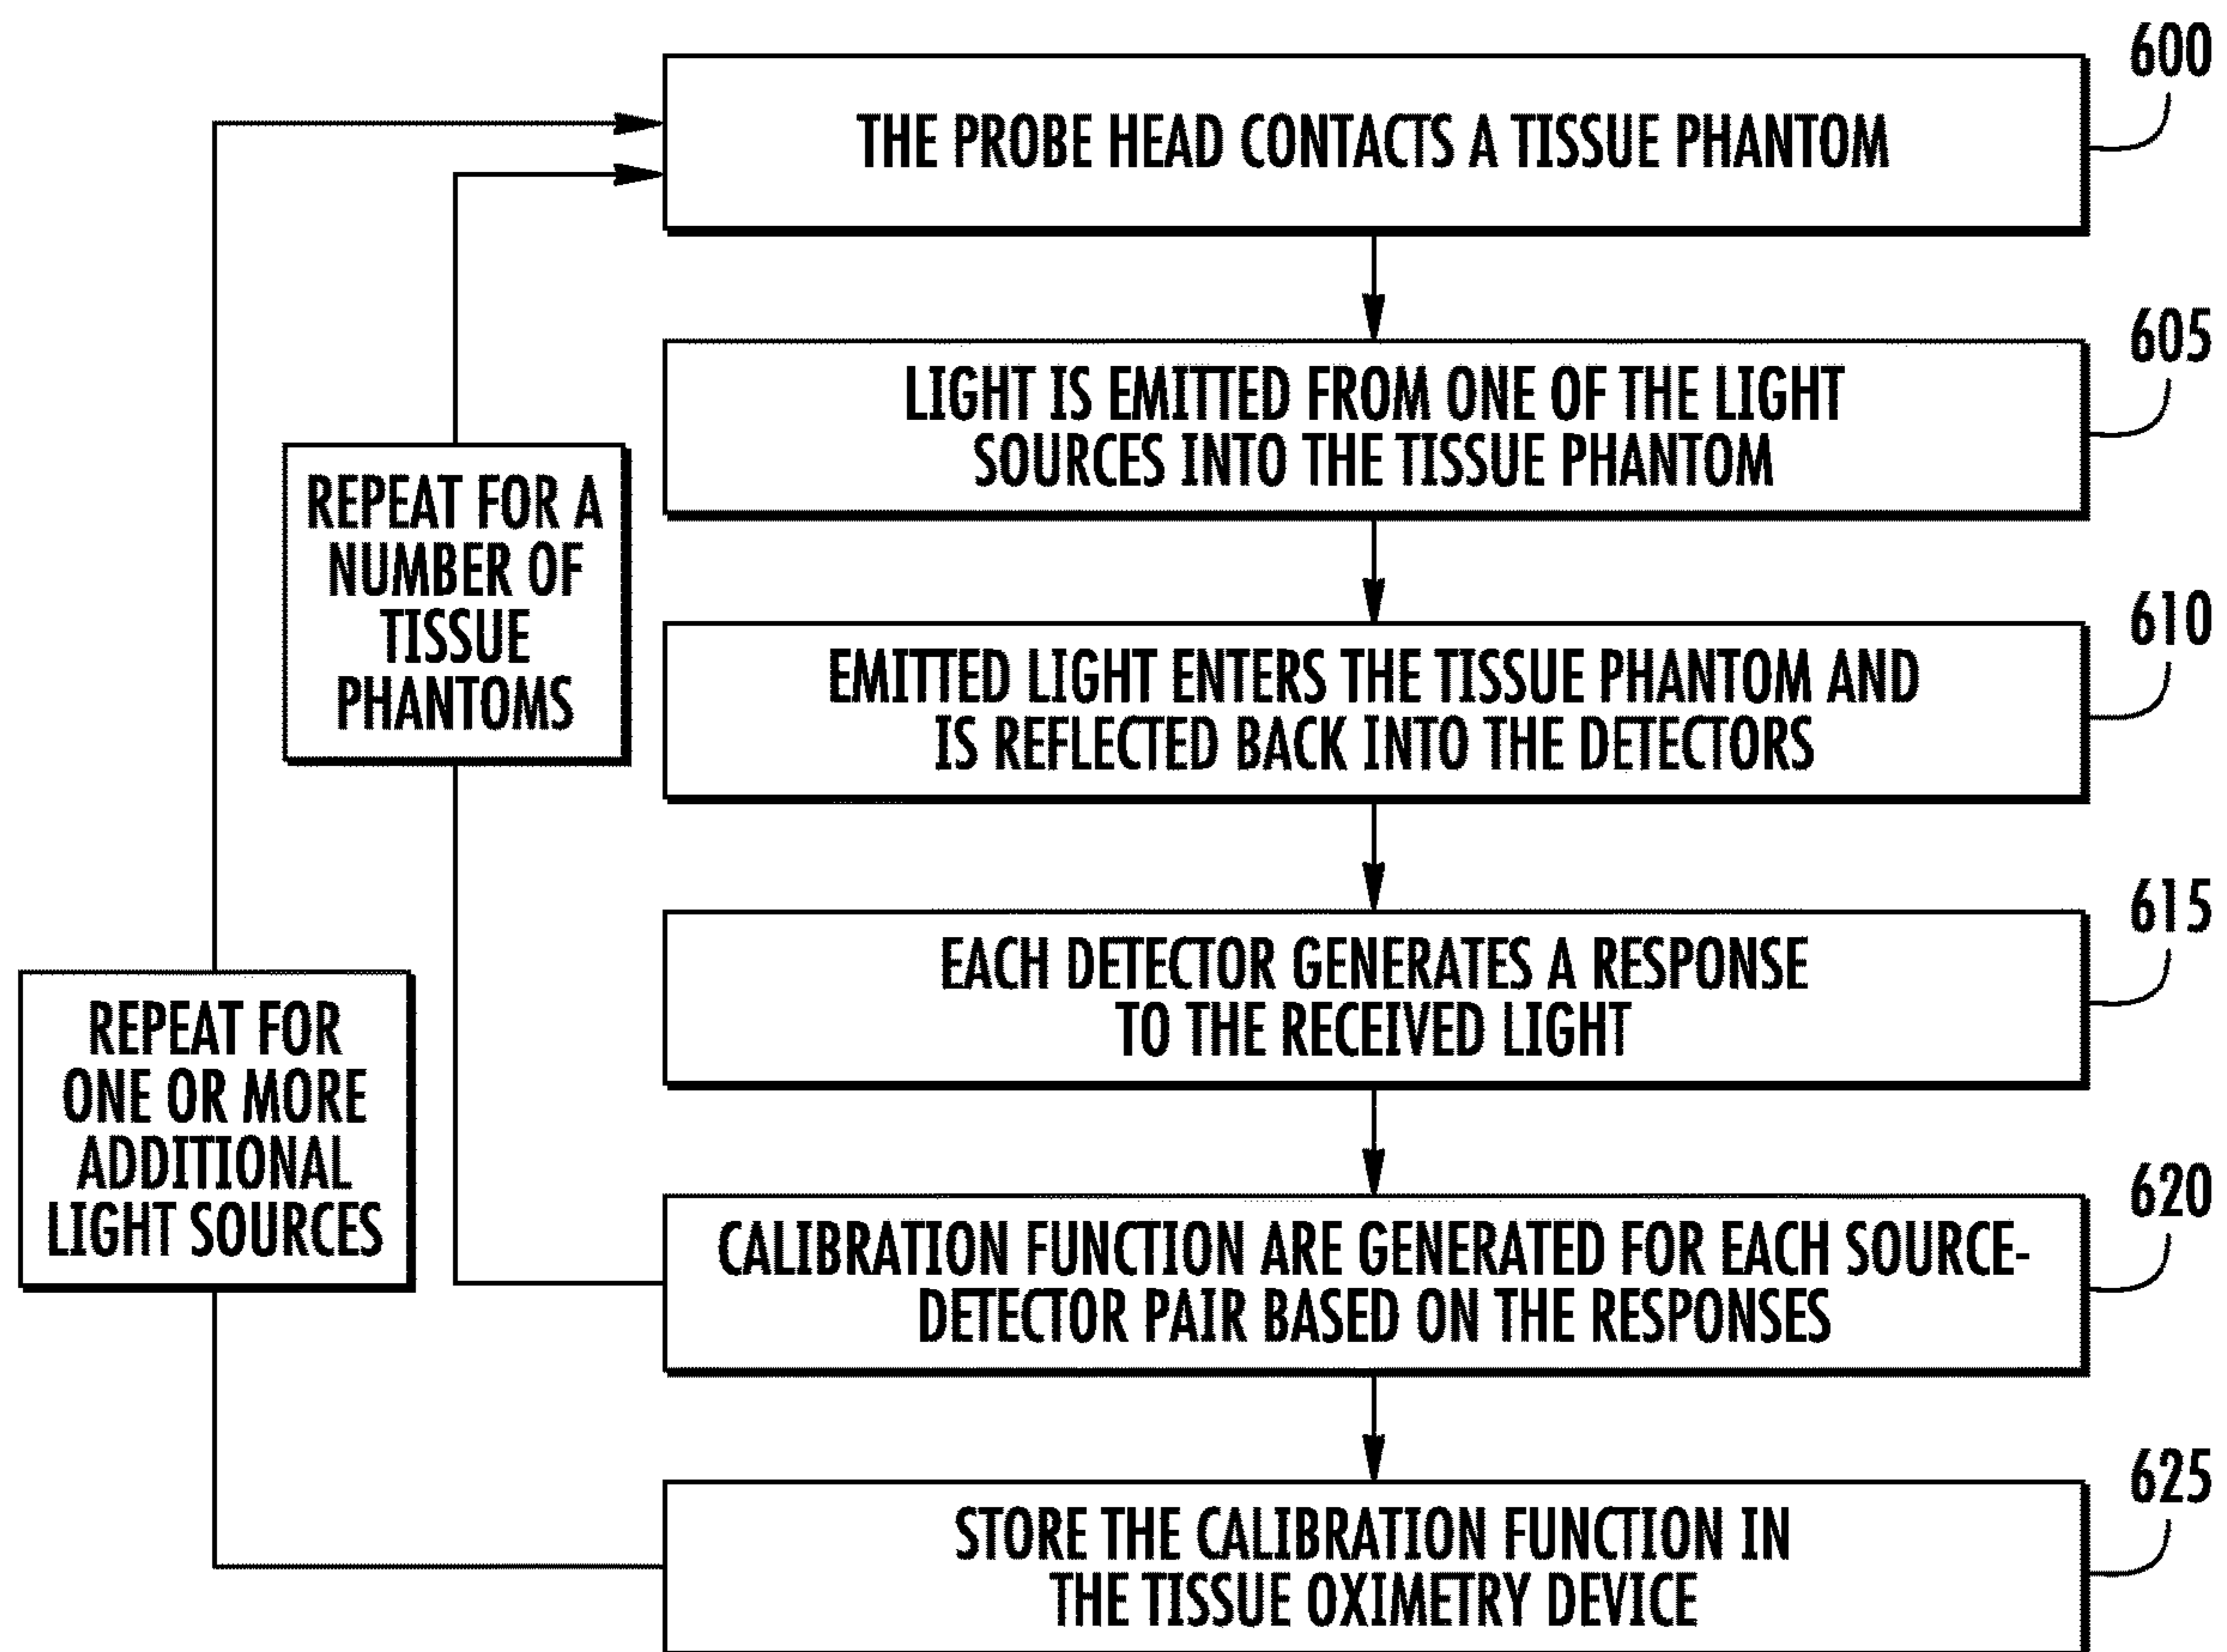 600
THE PROBE HEAD CONTACTS A TISSUE PHANTOM
605
LIGHT IS EMITTED FROM ONE OF THE LIGHT
SOURCES INTO THE TISSUE PHANTOM
REPEAT FOR A
NUMBER OF
TISSUE
PHANTOMS
610
EMITTED LIGHT ENTERS THE TISSUE PHANTOM AND
IS REFLECTED BACK INTO THE DETECTORS
615
EACH DETECTOR GENERATES A RESPONSE
TO THE RECEIVED LIGHT
REPEAT FOR
ONE OR MORE
ADDITIONAL
LIGHT SOURCES
620
CALIBRATION FUNCTION ARE GENERATED FOR EACH SOURCE-
DETECTOR PAIR BASED ON THE RESPONSES
625
STORE THE CALIBRATION FUNCTION IN
THE TISSUE OXIMETRY DEVICE